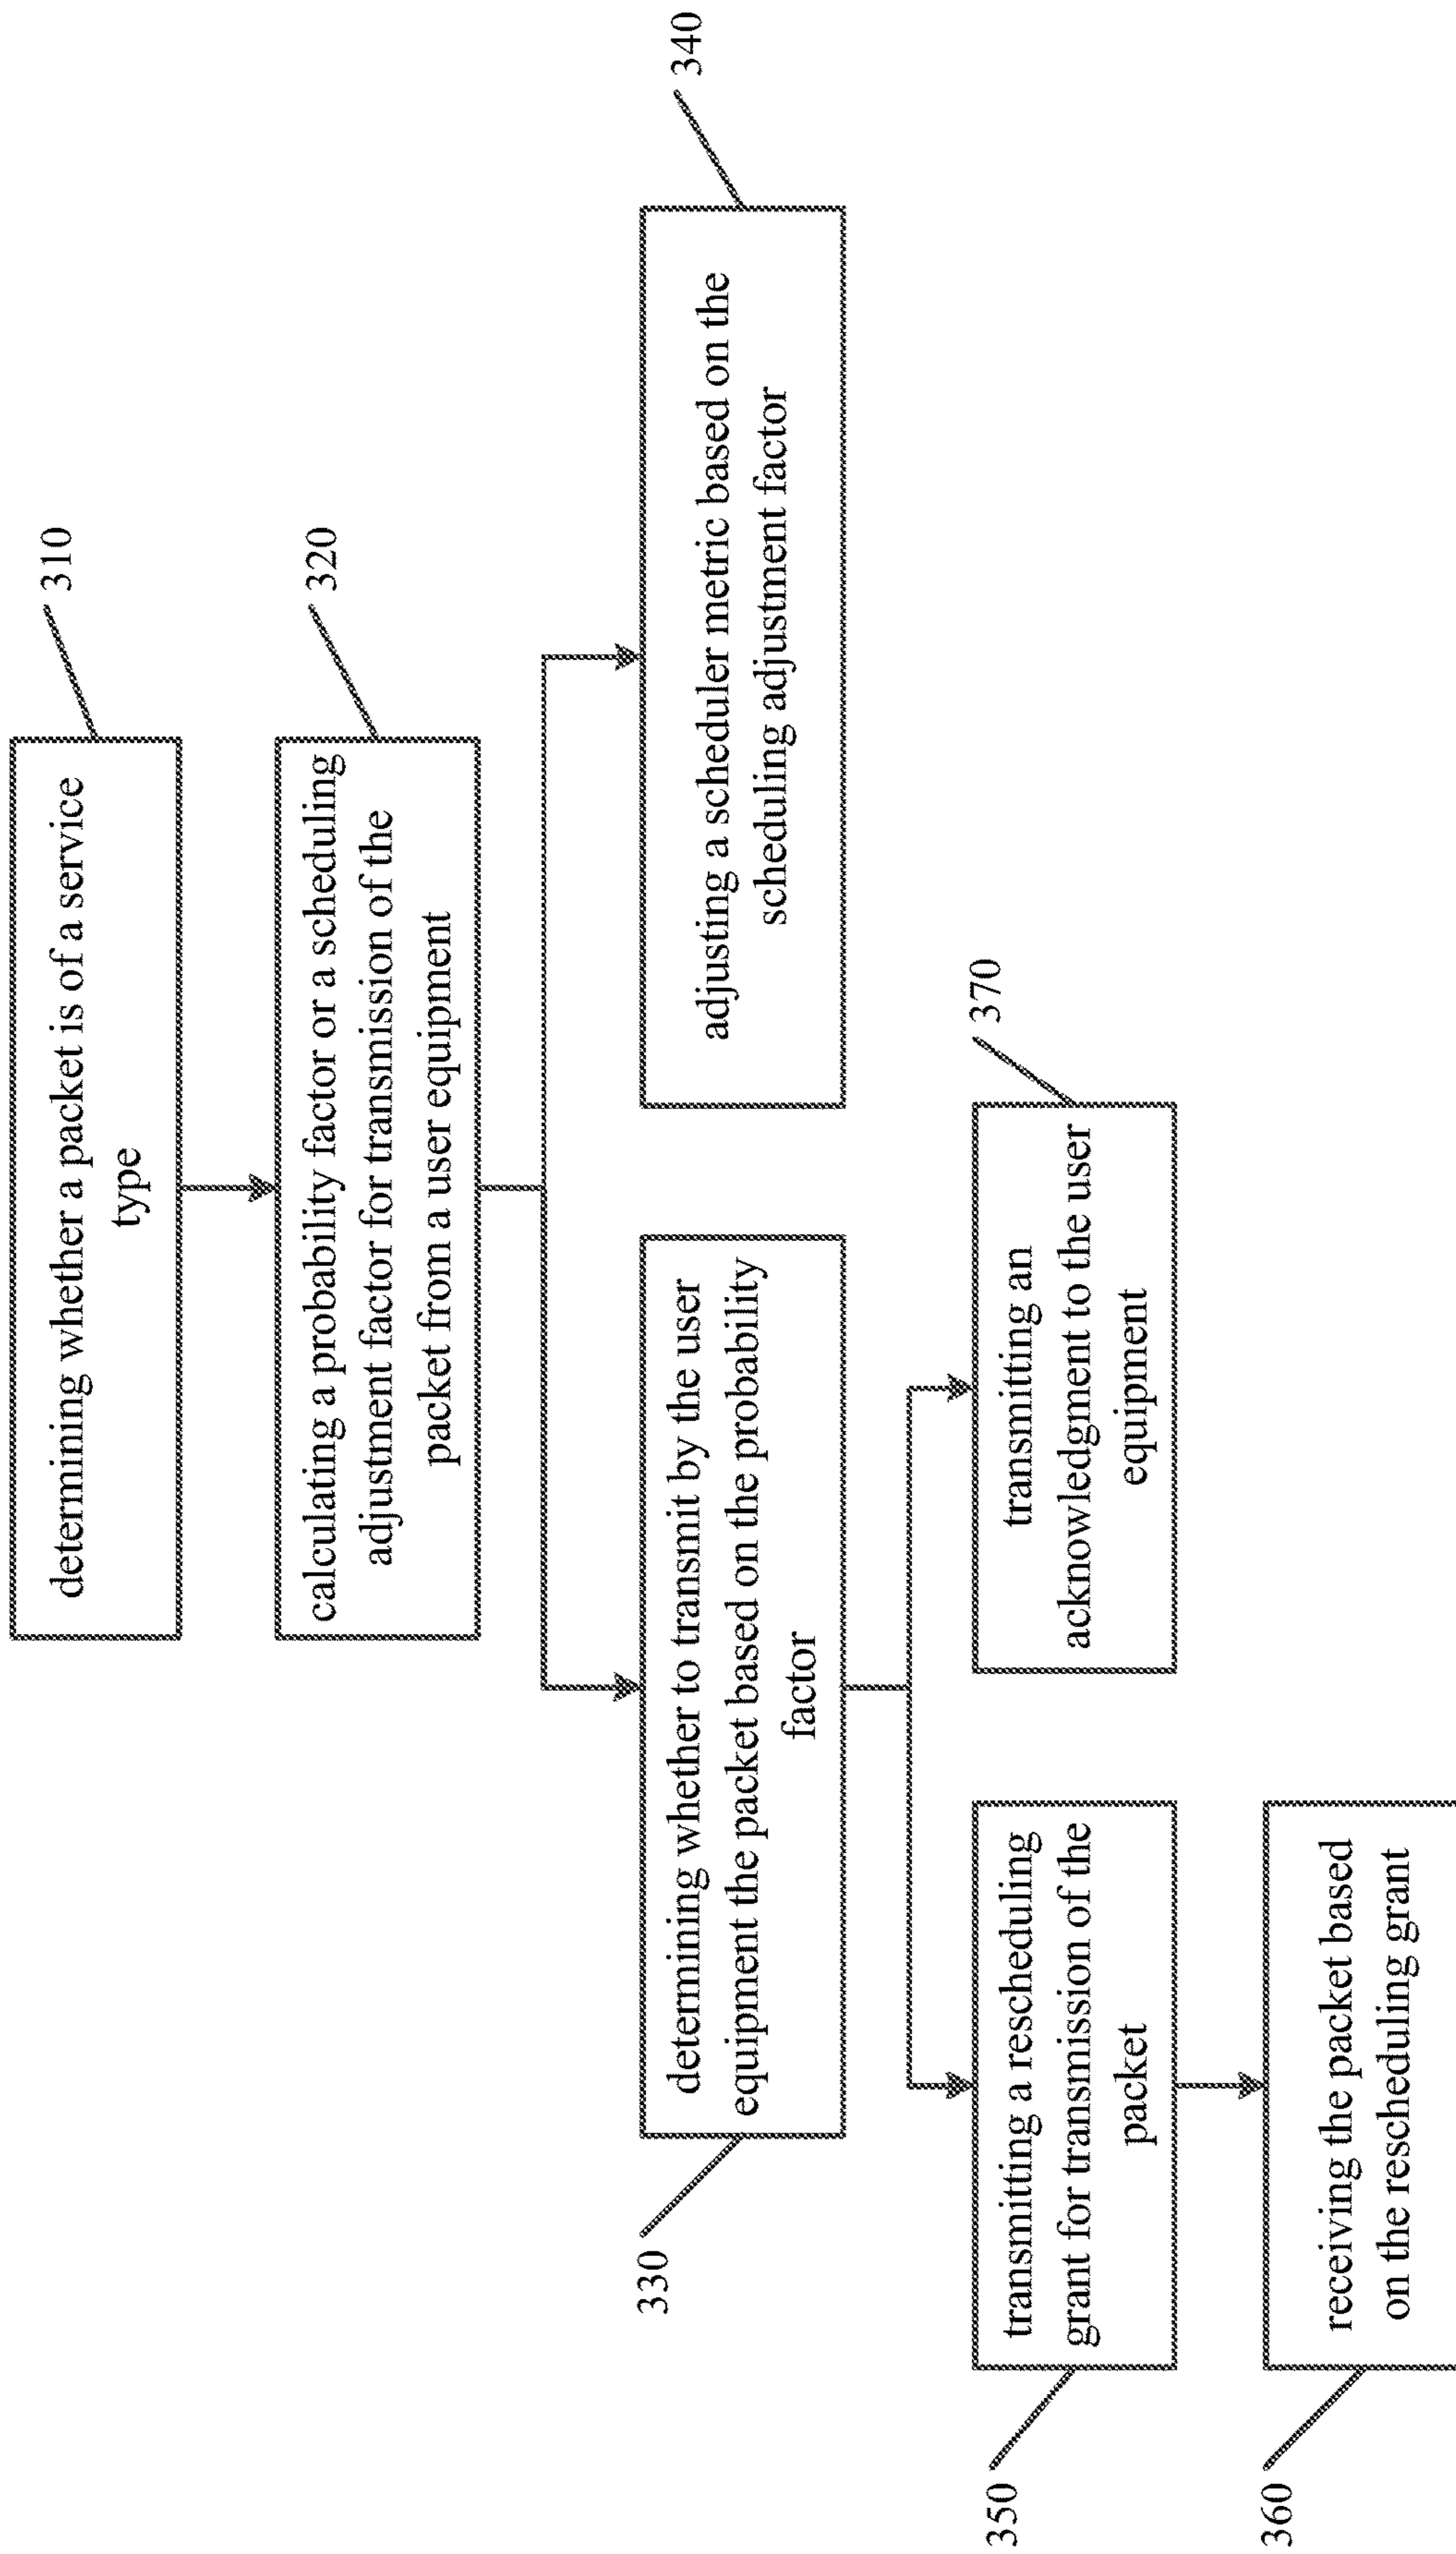 determining whether a packet is of a service
type
310
calculating a probability factor or a scheduling
adjustment factor for transmission of the
packet from a user equipment
320
determining whether to transmit by the user
equipment the packet based on the probability
factor
330
adjusting a scheduler metric based on the
scheduling adjustment factor
340
transmitting a rescheduling
grant for transmission of the
packet
350
transmitting an
acknowledgment to the user
equipment
370
receiving the packet based
on the rescheduling grant
360